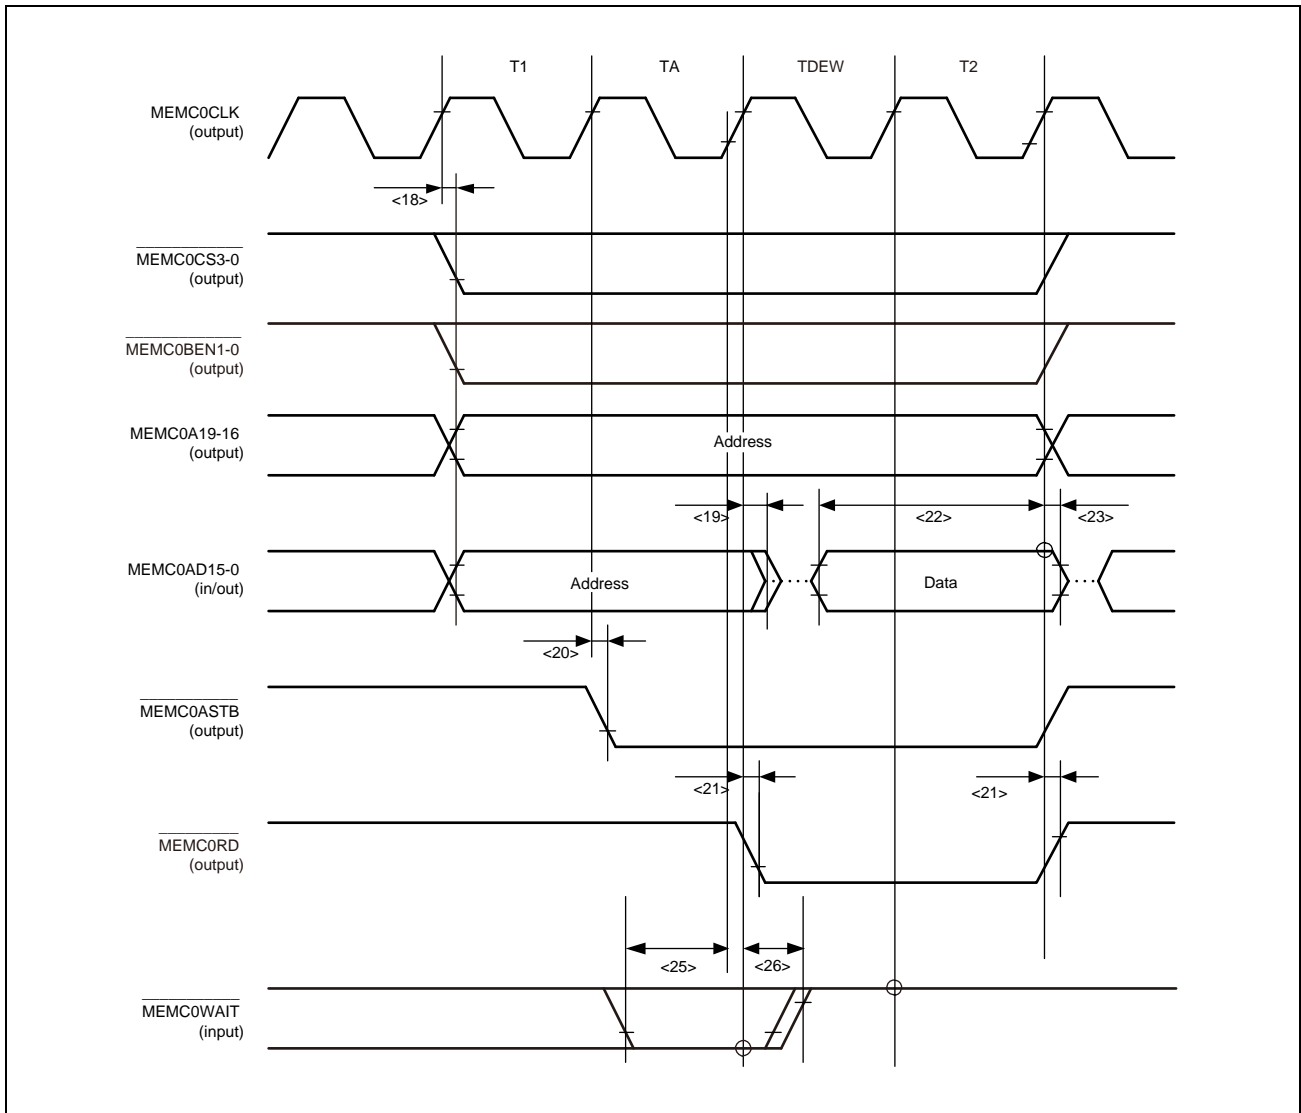 T1 TA TDEW T2
MEMC0CLK
(output)
<18>
MEMC0CS3-0
(output)
MEMC0BEN1-0
(output)
MEMC0A19-16
(output)
Address
<19> <22> <23>
MEMC0AD15-0
(in/out)
Address Data
<20>
MEMC0ASTB
(output)
<21> <21>
MEMC0RD
(output)
<25> <26>
MEMC0WAIT
(input)